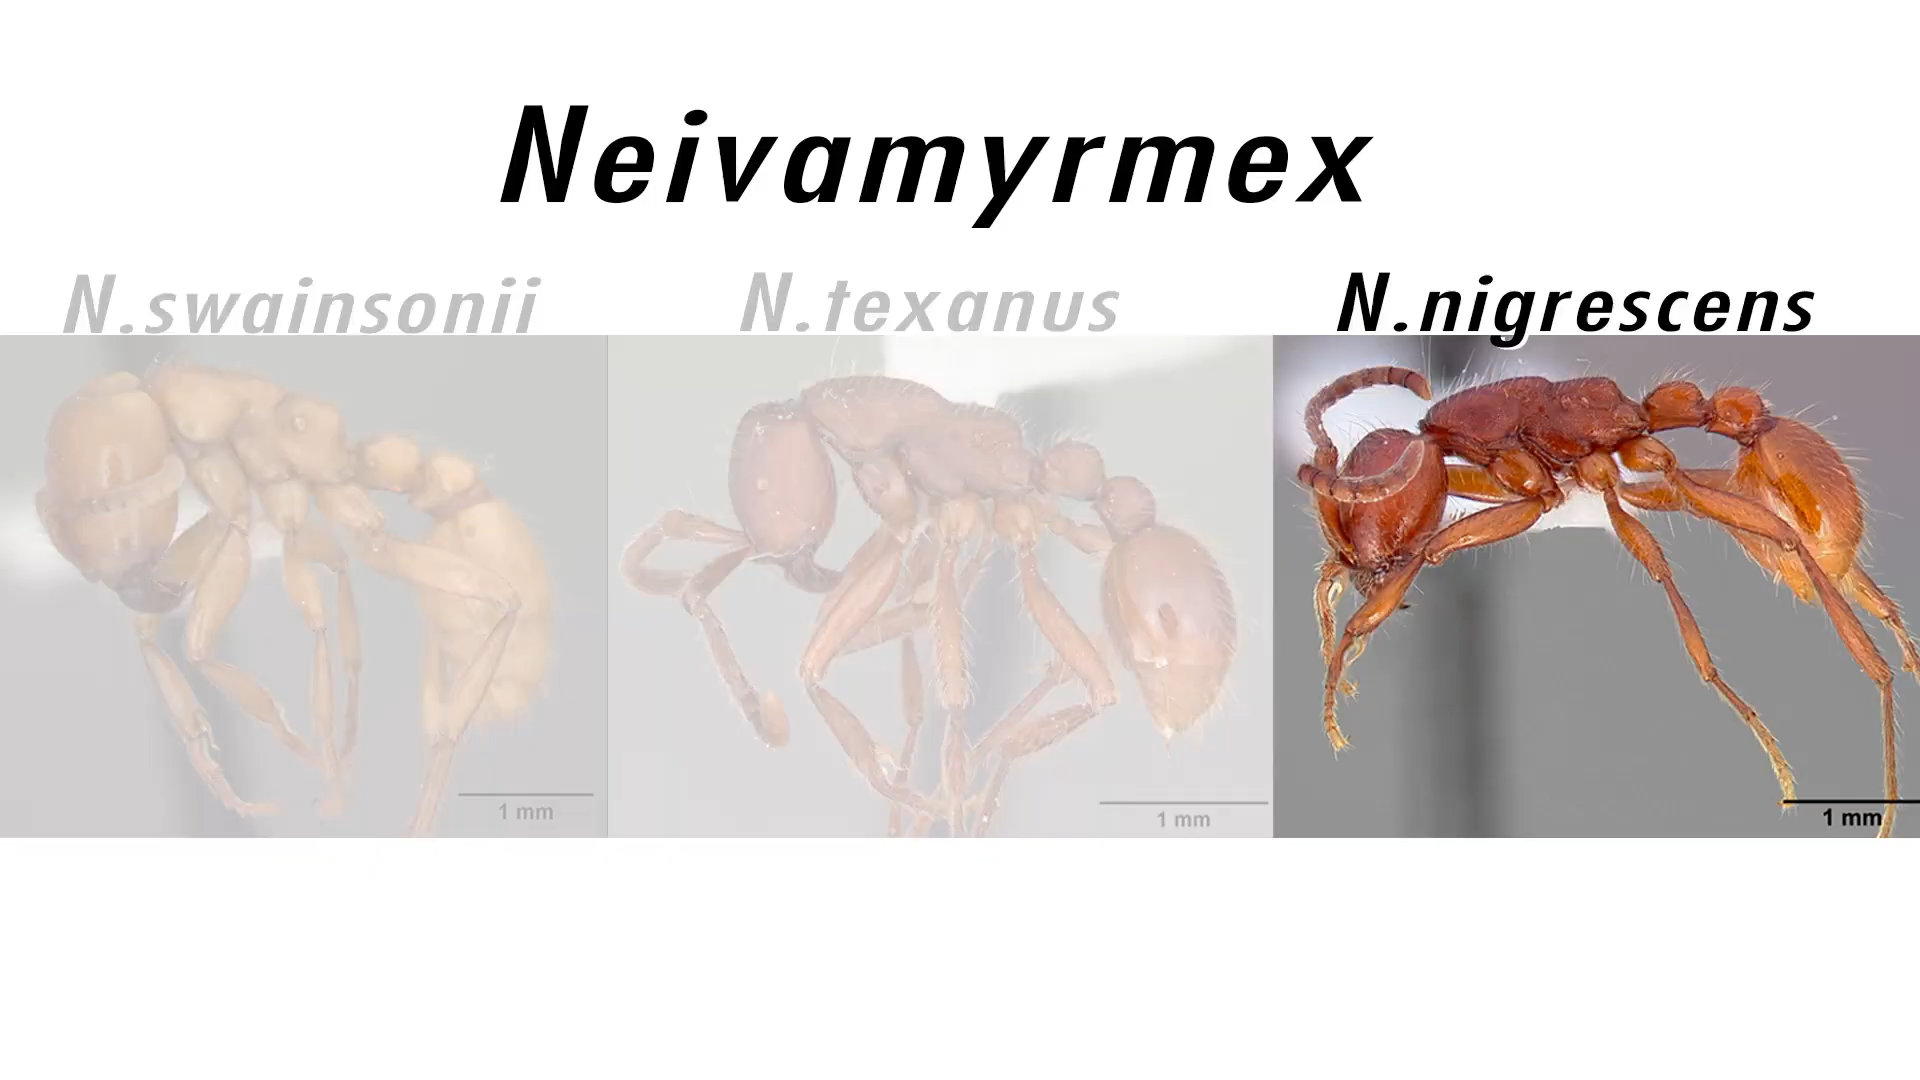 Neivamyrmex
N.swainsonii
N.texanus
N.nigrescens
1 mm
1 mm
1 mm